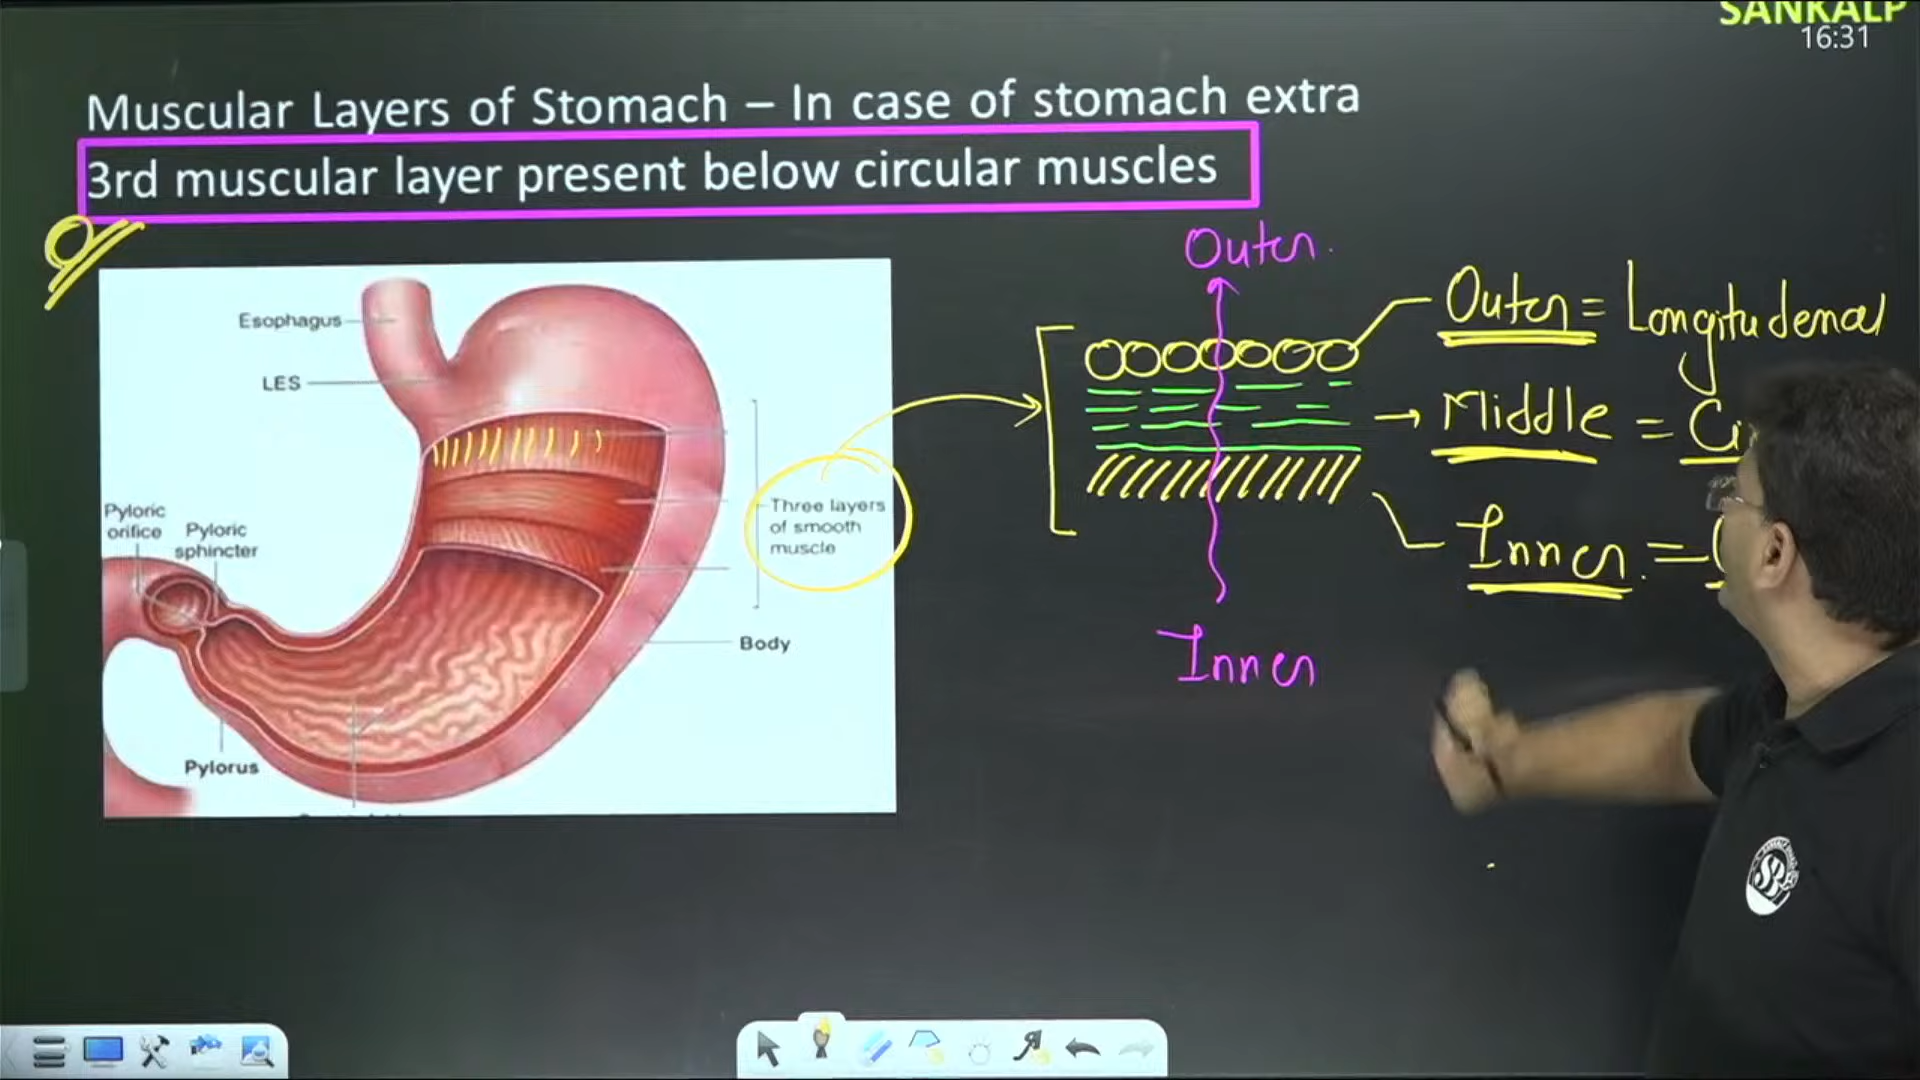 SANKALP
16:31
Muscular Layers of Stomach – In case of stomach extra
3rd muscular layer present below circular muscles
Outer.
Outer = Longitudenal
Middle =
Inner. =
Inner
Esophagus
LES
Pyloric
orifice
Pyloric
sphincter
Three layers
of smooth
muscle
Body
Pylorus